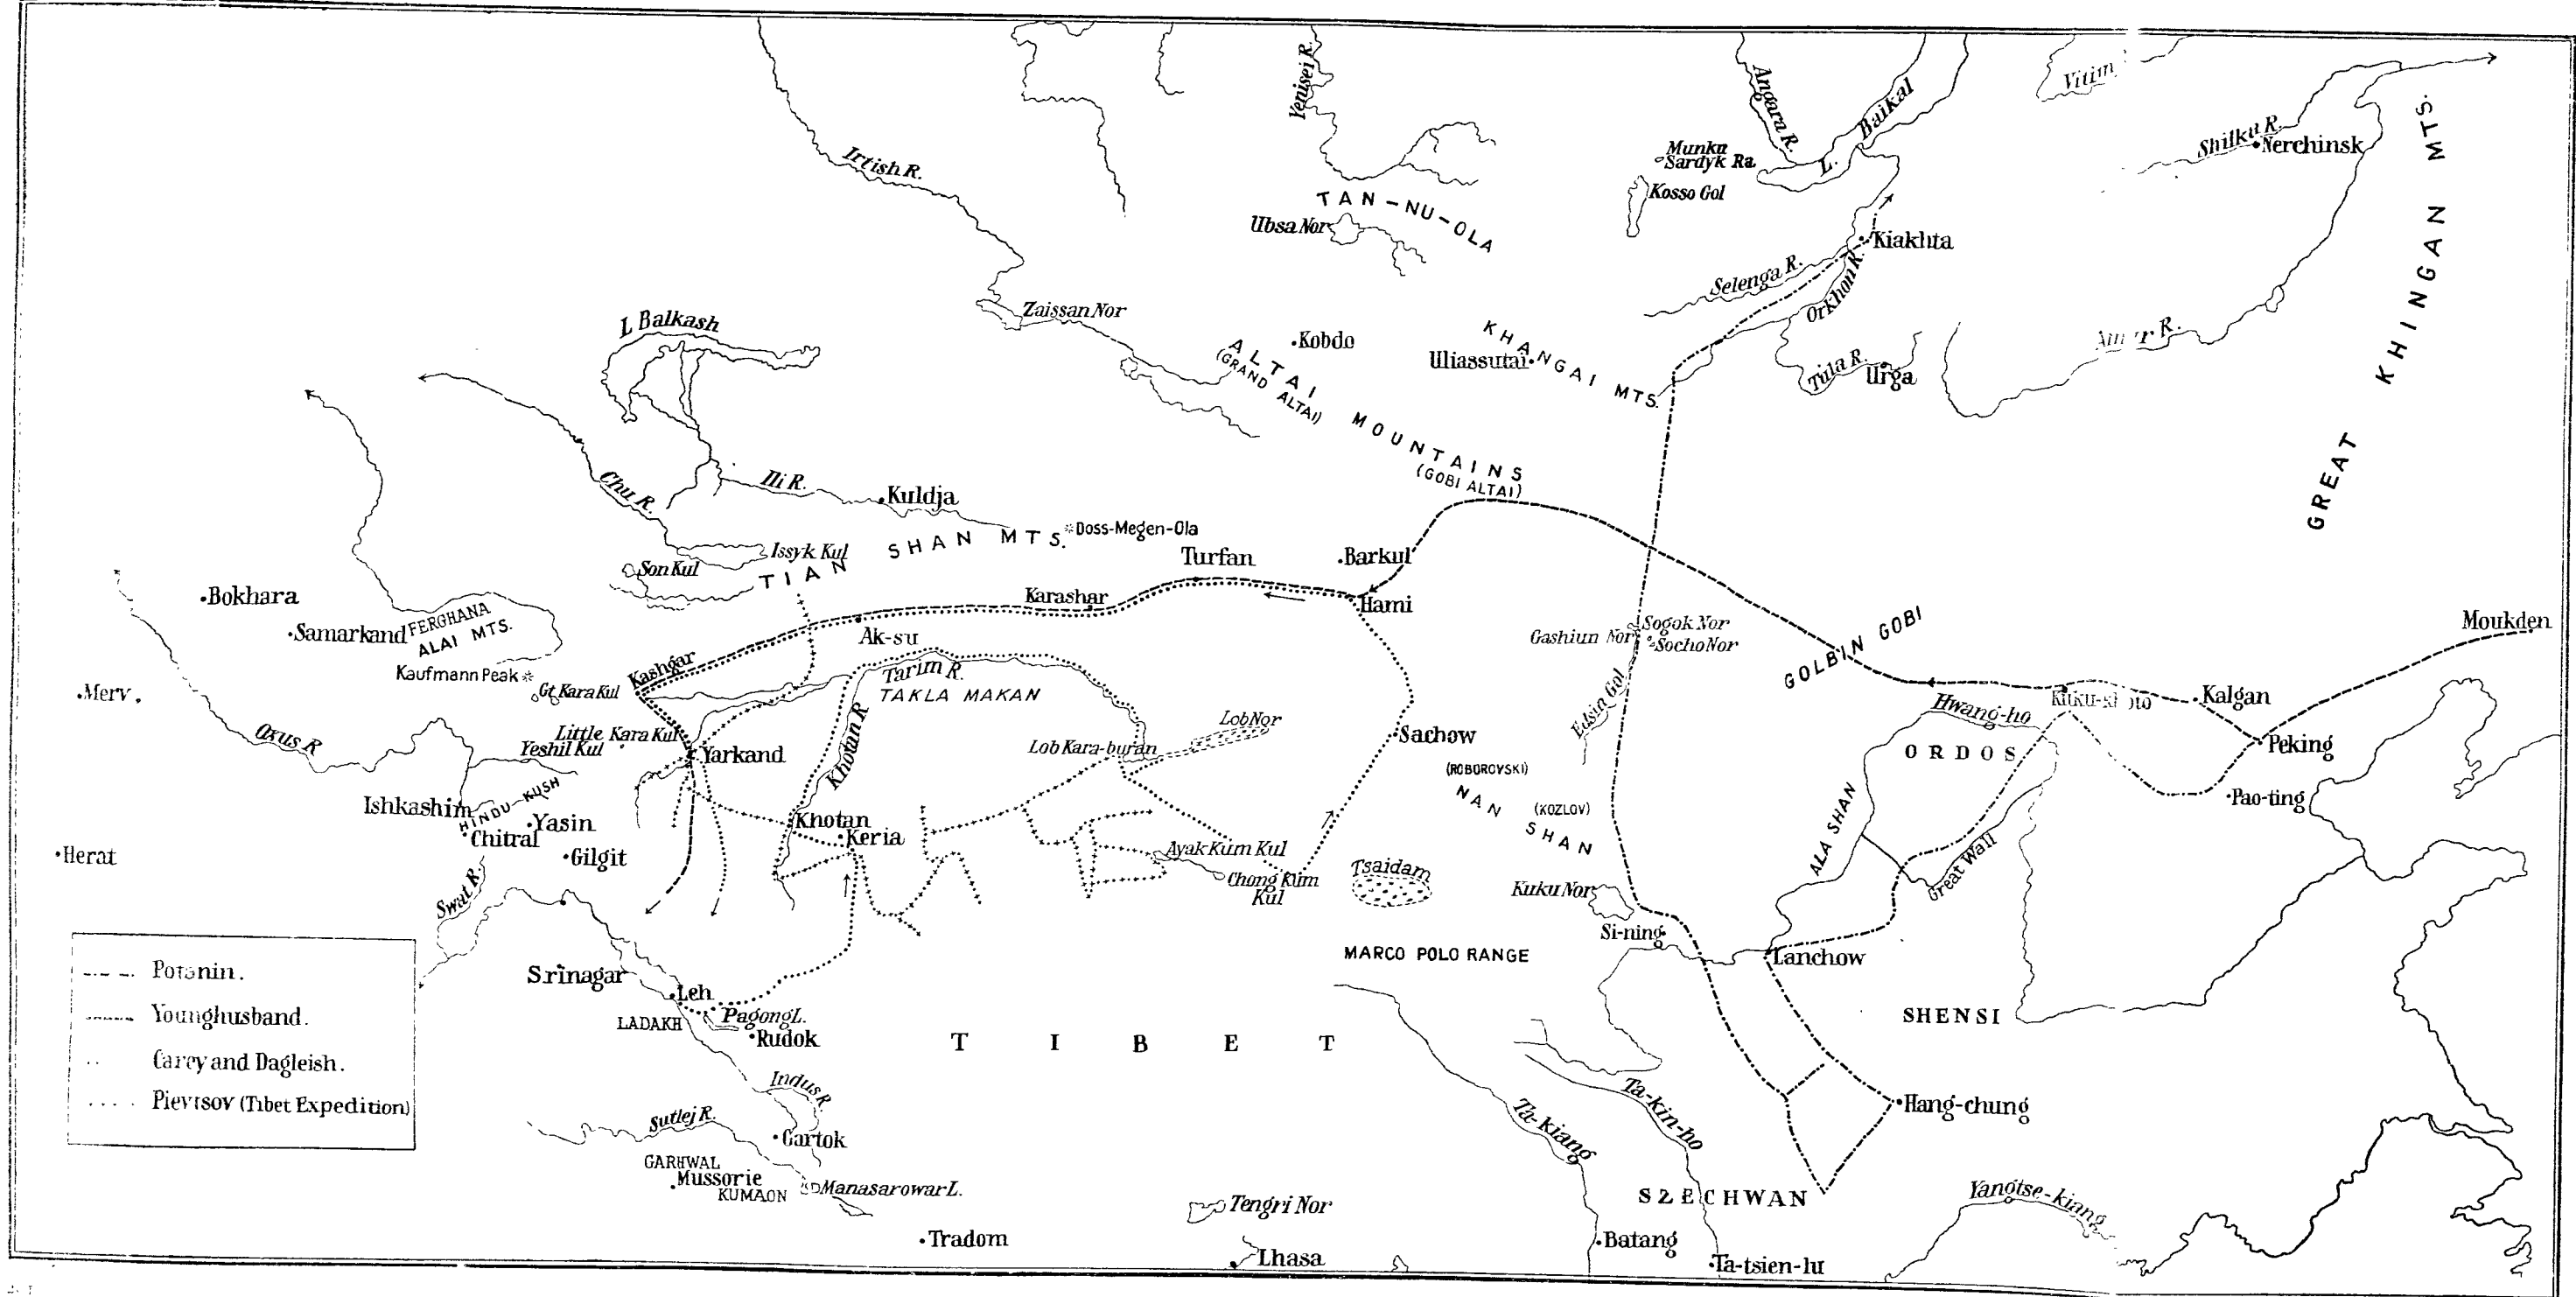 Yenisei R.
Angara R.
L. Baikal
Vitim
Shilka R.
Nerchinsk
GREAT KHINGAN MTS.
Irtish R.
Munku
Sardyk Ra
Kosso Gol
TAN-NU-OLA
Ubsa Nor
Kiakhta
Selenga R.
Orkhon R.
Zaissan Nor
L Balkash
Kobdo
ALTAI MOUNTAINS
(GRAND ALTAI)
(GOBI ALTAI)
Uliassutai
KHANGAI MTS.
Tula R.
Urga
Chu R.
Ili R.
Kuldja
Doss-Megen-Ola
TIAN SHAN MTS.
Issyk Kul
Son Kul
Turfan
Barkul
Karashar
Hami
Bokhara
Samarkand
FERGHANA
ALAI MTS.
Ak-su
Kaufmann Peak
Gt. Kara Kul
Kashgar
Tarim R.
TAKLA MAKAN
Gashiun Nor
Sogok Nor
Socho Nor
GOLBIN GOBI
Moukden
Merv.
Oxus R
Little Kara Kul
Yeshil Kul
Yarkand
Khotan R
Lob Nor
Lob Kara-buran
Sachow
Edsin Gol
Hwang-ho
Kalgan
Peking
ORDOS
Pao-ting
(ROBOROVSKI)
NAN SHAN
(KOZLOV)
ALA SHAN
Great Wall
Ishkashim
HINDU-KUSH
Yasin
Chitral
Gilgit
Herat
Swat R.
Khotan
Keria
Ayak Kum Kul
Chong Kum
Kul
Tsaidam
Kuku Nor
Si-ning
Lanchow
MARCO POLO RANGE
Srinagar
Leh
LADAKH
Pagong L.
Rudok
TIBET
SHENSI
Indus R.
Sutlej R.
Gartok
GARHWAL
Mussorie
KUMAON
Manasarowar L.
Ta-kiang
Ta-kin-ho
Hang-chung
SZECHWAN
Yangtse-kiang
Tengri Nor
Tradom
Lhasa
Batang
Ta-tsien-lu
Potanin.
Younghusband.
Carey and Dagleish.
Pievtsov (Tibet Expedition)